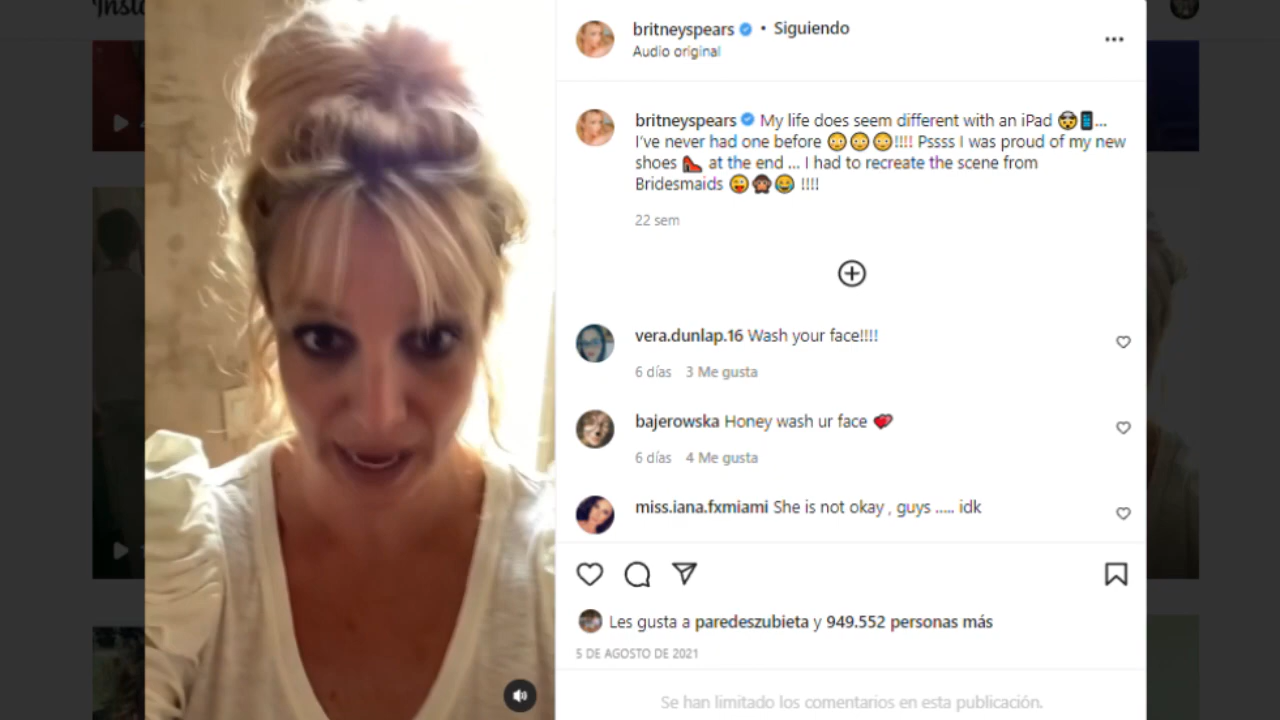 britneyspears • Siguiendo
Audio original
britneyspears My life does seem different with an iPad 🤯📱...
I've never had one before 😳😳😳!!!! Pssss I was proud of my new
shoes 👠 at the end ... I had to recreate the scene from
Bridesmaids 😜🙊😂 !!!!
22 sem
vera.dunlap.16 Wash your face!!!!
6 días 3 Me gusta
bajerowska Honey wash ur face 💕
6 días 4 Me gusta
miss.iana.fxmiami She is not okay , guys ..... idk
Les gusta a paredeszubieta y 949.552 personas más
5 DE AGOSTO DE 2021
Se han limitado los comentarios en esta publicación.